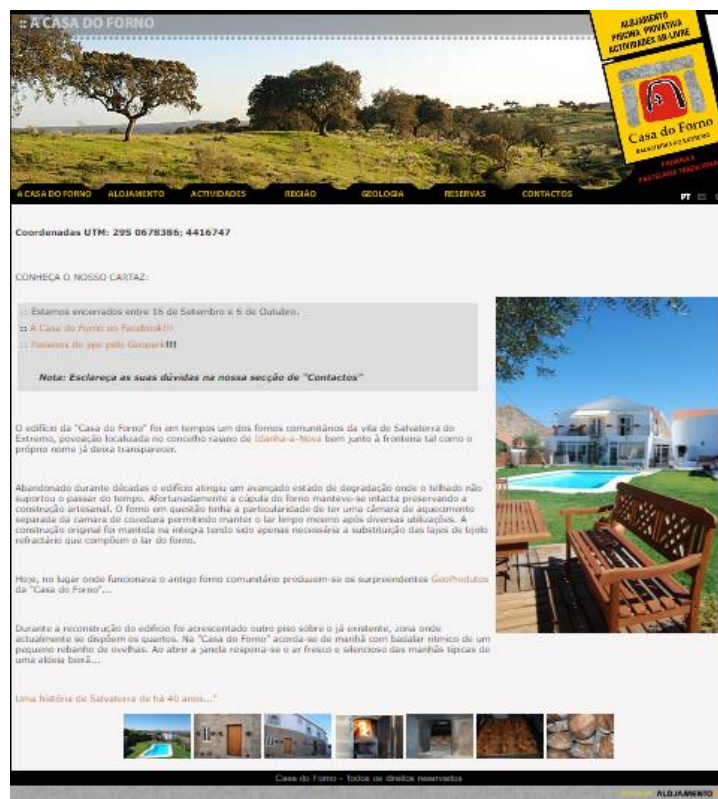 :: A CASA DO FORNO
ALOJAMENTO
PISCINA PRIVATIVA
ACTIVIDADES AR-LIVRE
Casa do Forno
SALVATERRA DO EXTREMO
PADARIA E
PASTELARIA TRADICIONAL
A CASA DO FORNO ALOJAMENTO ACTIVIDADES REGIÃO GEOLOGIA RESERVAS CONTACTOS
PT ES
Coordenadas UTM: 29S 0678386; 4416747
CONHEÇA O NOSSO CARTAZ:
:: Estamos encerrados entre 16 de Setembro e 6 de Outubro.
:: A Casa do Forno no Facebook!!!
:: Passeios de jipe pelo Geopark!!!
Nota: Esclareça as suas dúvidas na nossa secção de "Contactos"
O edifício da "Casa do Forno" foi em tempos um dos fornos comunitários da vila de Salvaterra do
Extremo, povoação localizada no concelho raiano de Idanha-a-Nova bem junto à fronteira tal como o
próprio nome já deixa transparecer.
Abandonado durante décadas o edifício atingiu um avançado estado de degradação onde o telhado não
suportou o passar do tempo. Afortunadamente a cúpula do forno manteve-se intacta preservando a
construção artesanal. O forno em questão tinha a particularidade de ter uma câmara de aquecimento
separada da camara de cozedura permitindo manter o lar limpo mesmo após diversas utilizações. A
construção original foi mantida na integra tendo sido apenas necessária a substituição das lajes de tijolo
refractário que compõem o lar do forno.
Hoje, no lugar onde funcionava o antigo forno comunitário produzem-se os surpreendentes GeoProdutos
da "Casa do Forno"...
Durante a reconstrução do edifício foi acrescentado outro piso sobre o já existente, zona onde
actualmente se dispõem os quartos. Na "Casa do Forno" acorda-se de manhã com badalar ritmico de um
pequeno rebanho de ovelhas. Ao abrir a janela respeira-se o ar fresco e silencioso das manhãs típicas de
uma aldeia beirã...
Uma história de Salvaterra de há 40 anos..."
Casa do Forno - Todos os direitos reservados
ALOJAMENTO